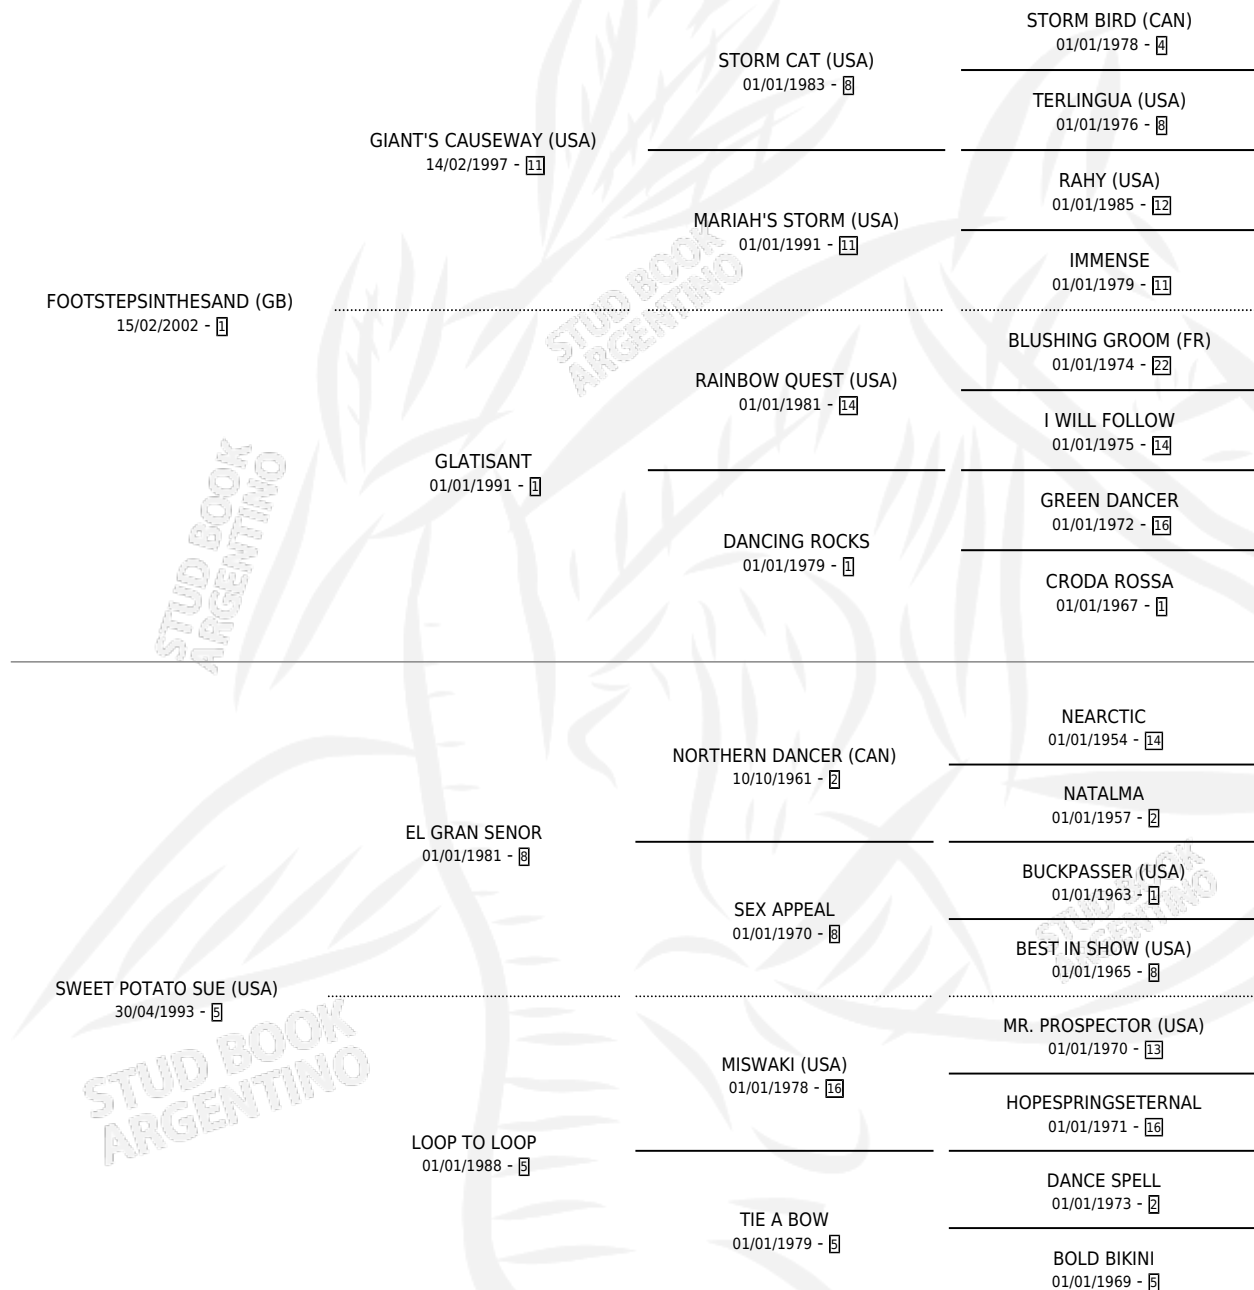 STORM BIRD (CAN)
01/01/1978 - 4
STORM CAT (USA)
01/01/1983 - 8
TERLINGUA (USA)
01/01/1976 - 8
GIANT'S CAUSEWAY (USA)
14/02/1997 - 11
RAHY (USA)
01/01/1985 - 12
MARIAH'S STORM (USA)
01/01/1991 - 11
IMMENSE
01/01/1979 - 11
FOOTSTEPSINTHESAND (GB)
15/02/2002 - 1
STUD BOOK
ARGENTINO
BLUSHING GROOM (FR)
01/01/1974 - 22
RAINBOW QUEST (USA)
01/01/1981 - 14
I WILL FOLLOW
01/01/1975 - 14
GLATISANT
01/01/1991 - 1
GREEN DANCER
01/01/1972 - 16
DANCING ROCKS
01/01/1979 - 1
CRODA ROSSA
01/01/1967 - 1
STUD BOOK
ARGENTINO
NEARCTIC
01/01/1954 - 14
NORTHERN DANCER (CAN)
10/10/1961 - 2
NATALMA
01/01/1957 - 2
EL GRAN SENOR
01/01/1981 - 8
BUCKPASSER (USA)
01/01/1963 - 1
SEX APPEAL
01/01/1970 - 8
STUD BOOK
ARGENTINO
BEST IN SHOW (USA)
01/01/1965 - 8
SWEET POTATO SUE (USA)
30/04/1993 - 5
STUD BOOK
ARGENTINO
MR. PROSPECTOR (USA)
01/01/1970 - 13
MISWAKI (USA)
01/01/1978 - 16
HOPESPRINGSETERNAL
01/01/1971 - 16
LOOP TO LOOP
01/01/1988 - 5
DANCE SPELL
01/01/1973 - 2
TIE A BOW
01/01/1979 - 5
BOLD BIKINI
01/01/1969 - 5